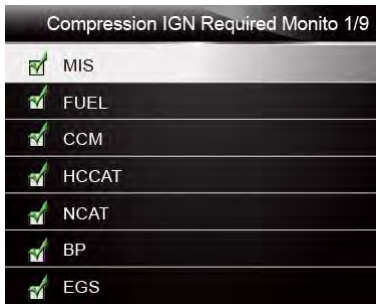 Compression IGN Required Monito 1/9
MIS
FUEL
CCM
HCCAT
NCAT
BP
EGS